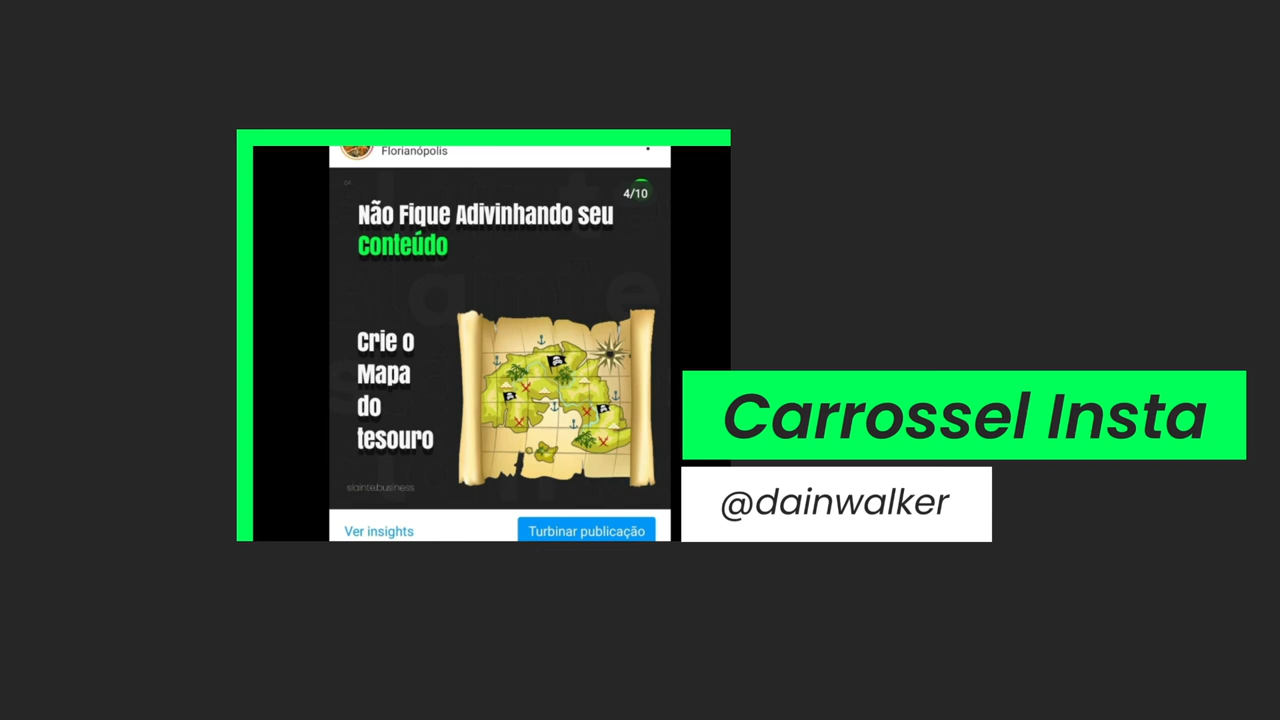 Florianópolis
4/10
Não Fique Adivinhando seu
conteúdo
Crie o
Mapa
do
tesouro
slainte.business
Ver insights
Turbinar publicação
Carrossel Insta
@dainwalker